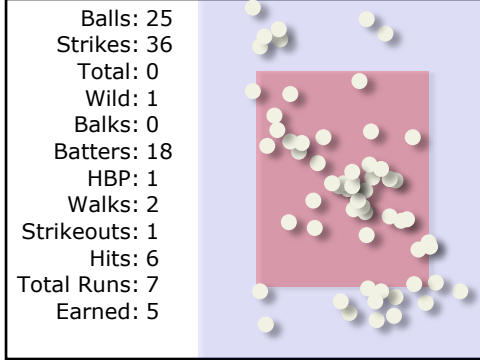 Balls: 25
Strikes: 36
Total: 0
Wild: 1
Balks: 0
Batters: 18
HBP: 1
Walks: 2
Strikeouts: 1
Hits: 6
Total Runs: 7
Earned: 5